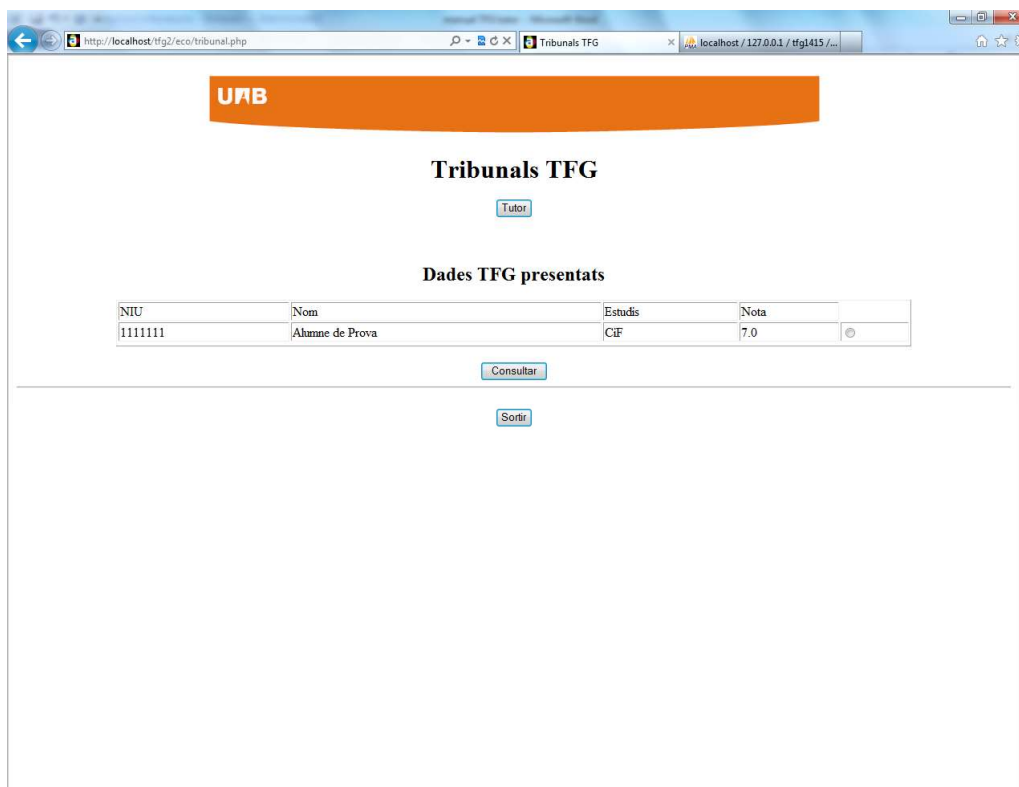 http://localhost/tfg2/eco/tribunal.php
Tribunals TFG
localhost / 127.0.0.1 / tfg1415 /...
UAB
Tribunals TFG
Tutor
Dades TFG presentats
NIU Nom Estudis Nota
1111111 Alumne de Prova CiF 7.0
Consultar
Sortir